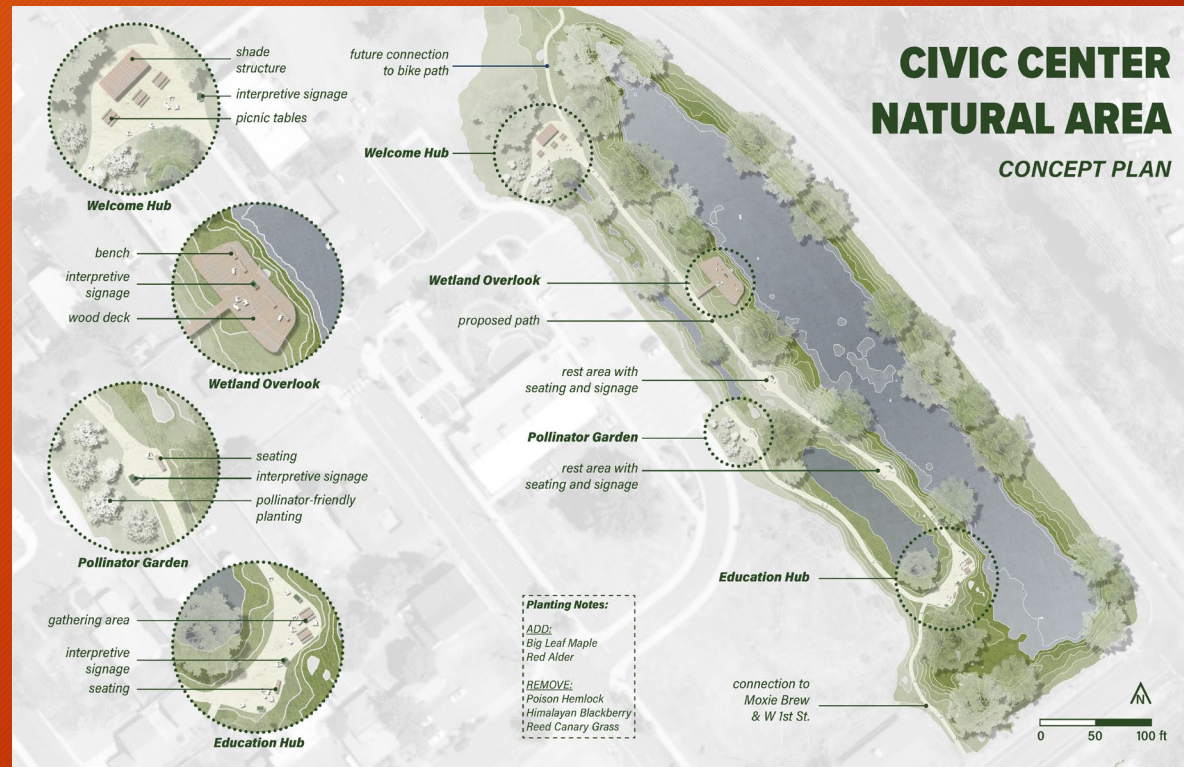 CIVIC CENTER
NATURAL AREA
CONCEPT PLAN
shade
structure
interpretive signage
picnic tables
Welcome Hub
bench
interpretive
signage
wood deck
Wetland Overlook
seating
interpretive signage
pollinator-friendly
planting
Pollinator Garden
gathering area
interpretive
signage
seating
Education Hub
future connection
to bike path
Welcome Hub
Wetland Overlook
proposed path
rest area with
seating and signage
Pollinator Garden
rest area with
seating and signage
Education Hub
connection to
Moxie Brew
& W 1st St.
Planting Notes:
ADD:
Big Leaf Maple
Red Alder
REMOVE:
Poison Hemlock
Himalayan Blackberry
Reed Canary Grass
N
0 50 100 ft